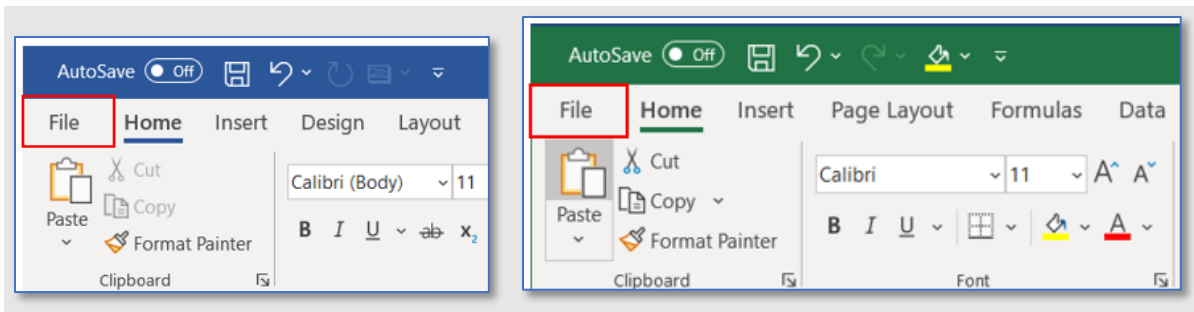 AutoSave Off
File Home Insert Design Layout
Cut
Copy
Paste
Format Painter
Calibri (Body) 11
B I U ab x2
Clipboard
AutoSave Off
File Home Insert Page Layout Formulas Data
Cut
Copy
Paste
Format Painter
Calibri 11 A A
B I U A
Clipboard Font